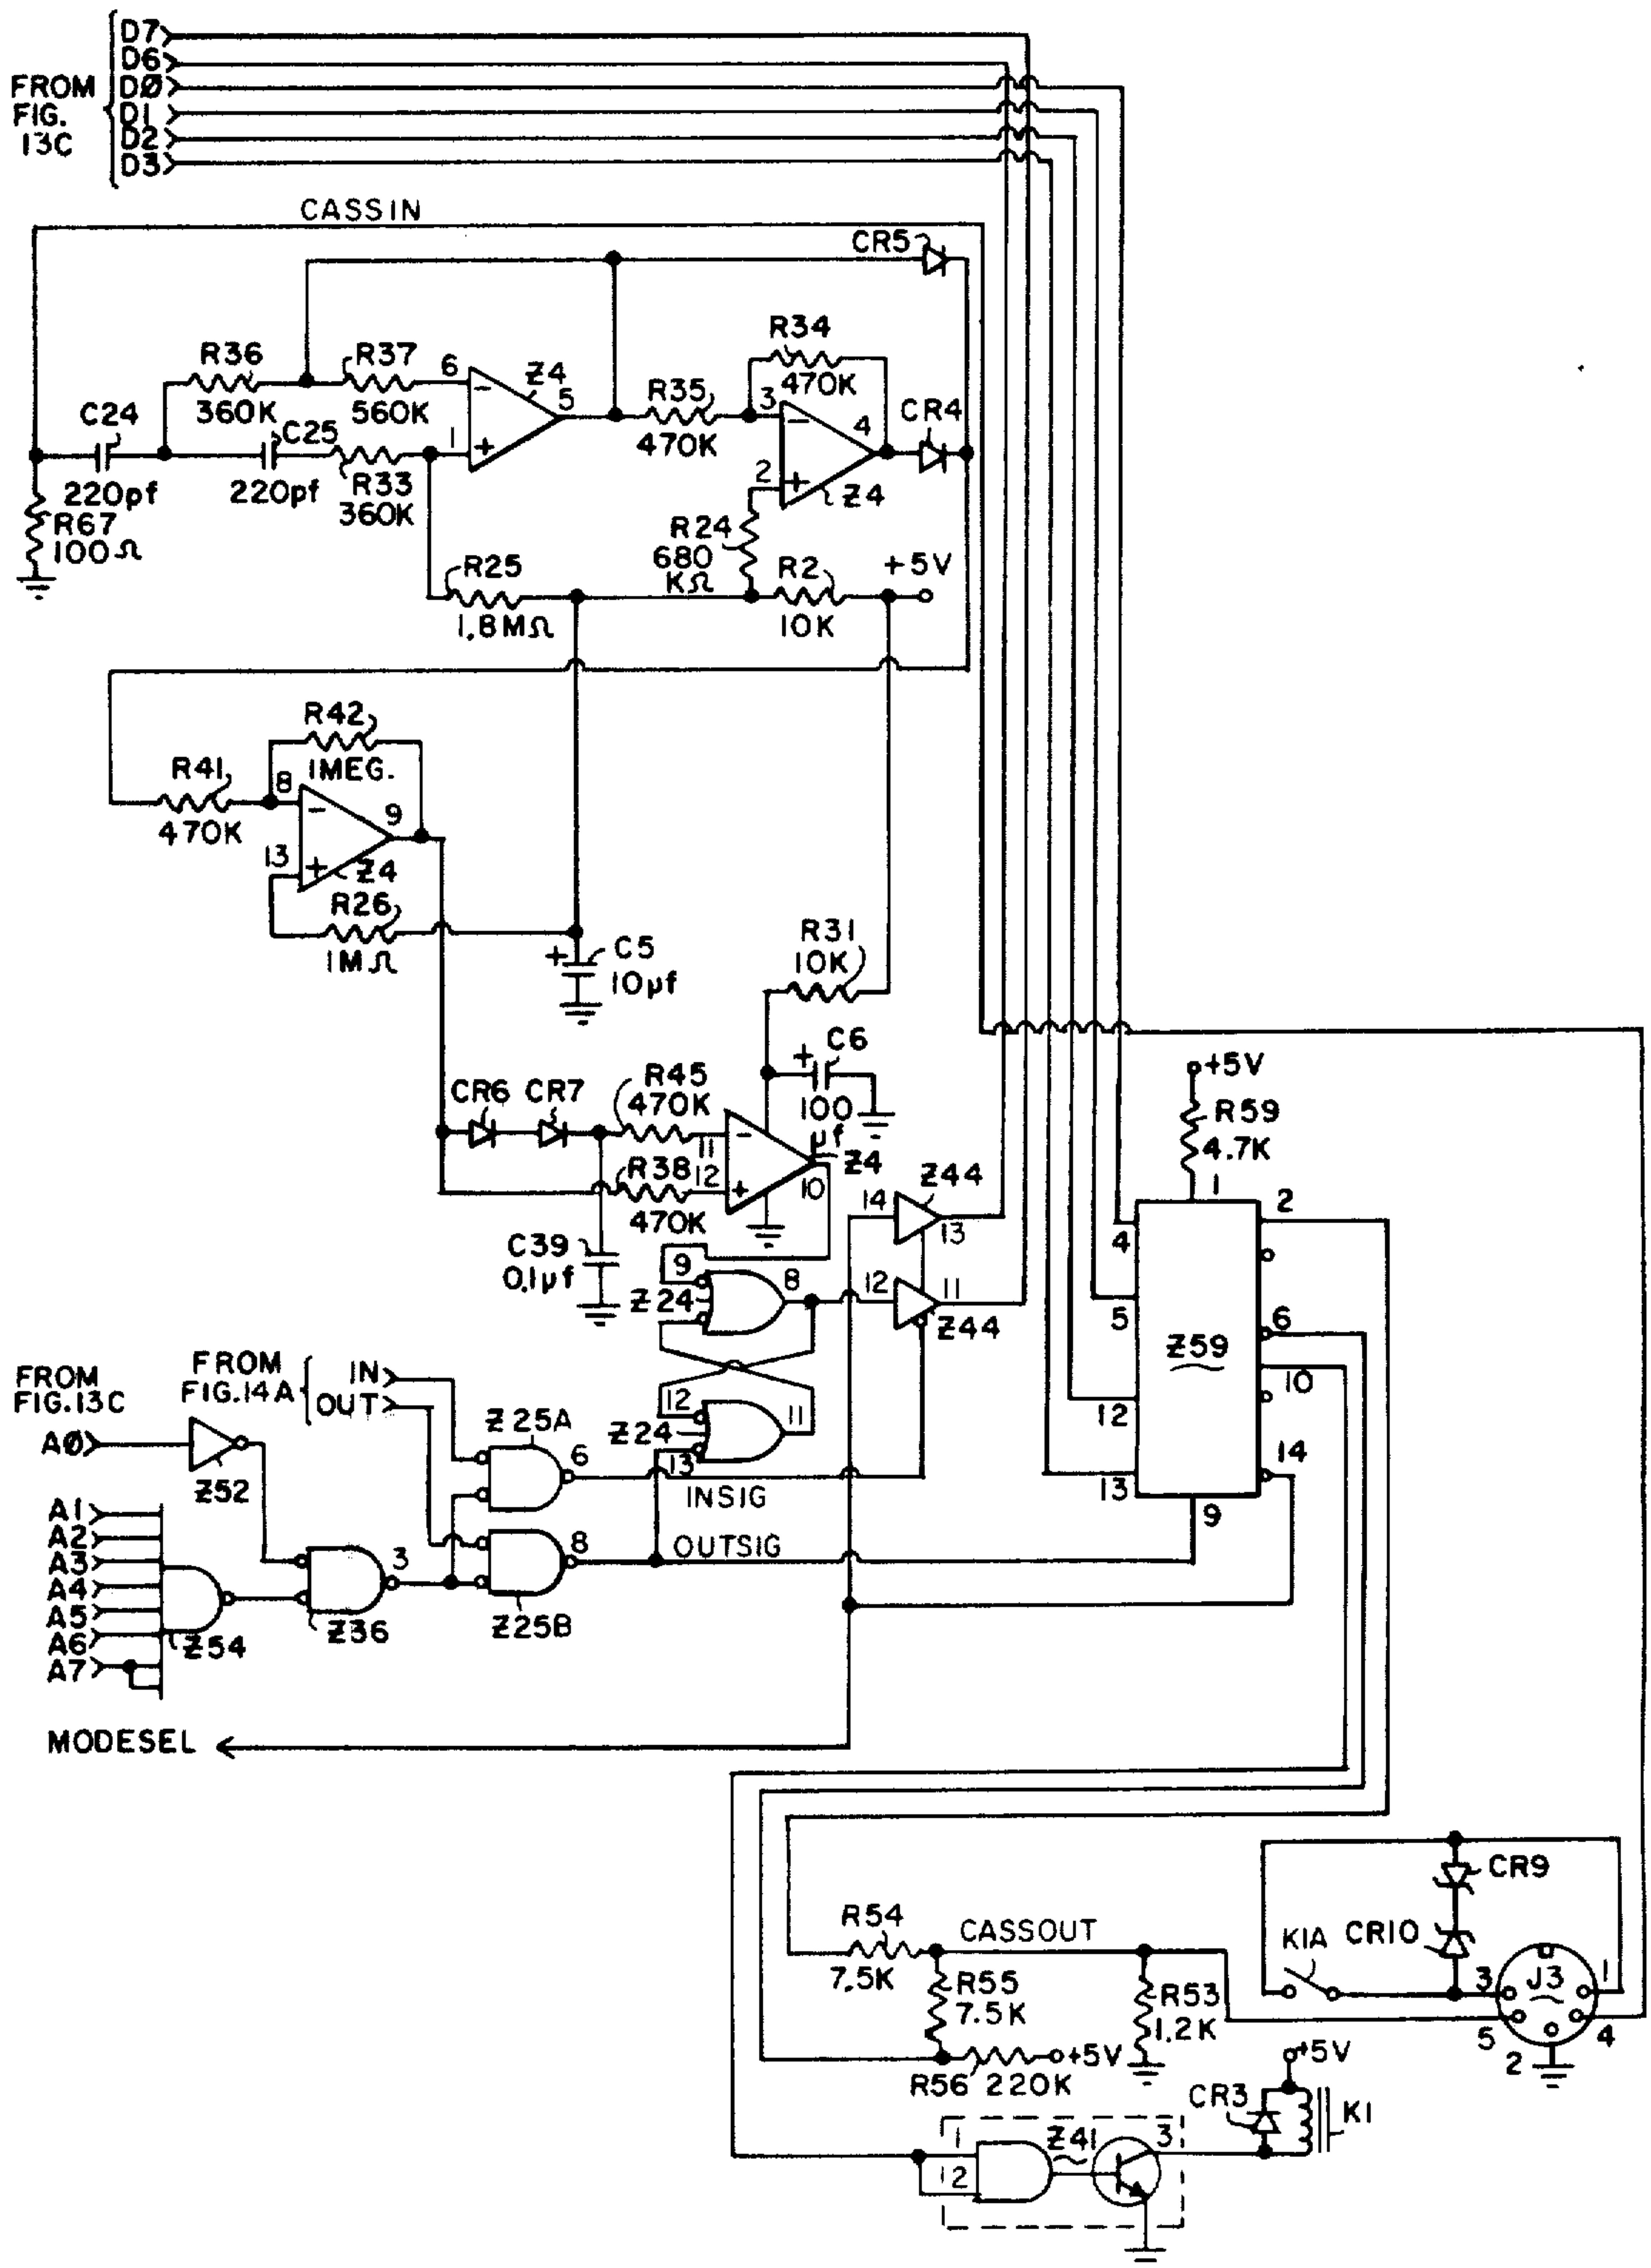 D7
D6
FROM DØ
FIG. D1
13C D2
D3
CASSIN
CR5
R34
470K
R36 R37 6 Z4 5 R35 3 CR4
360K 560K 470K 4
C24 C25 1
220pf 220pf R33 2 Z4
360K
R67
100Ω
R24
680
KΩ
R2 +5V
R25
10K
1.8MΩ
R42
1MEG.
R41 8 9
470K
13 Z4
R26
1MΩ
C5
10µf
R31
10K
C6
+5V
100
µf
R59
4.7K
CR6 CR7 R45
470K
11
R38 12 Z4
10
470K
C39
0.1µf
14 Z44 13
9
Z24 8
12 11
Z44
1 2
4
5 6
Z59
10
12
14
13
9
FROM
FIG.13C
FROM
FIG.14A
IN
OUT
Z25A
AØ
Z52
6
12
Z24 11
13
INSIG
A1
A2
A3
A4
A5
A6
A7
Z54
3
Z36
8 OUTSIG
Z25B
MODESEL
CR9
R54 CASSOUT
7.5K
K1A CR10
R55
7.5K
R53
1.2K
3 J3 1
5 4
2
R56 220K +5V
+5V
CR3 K1
1 Z41 3
2